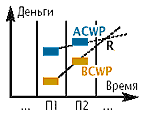 Деньги
ACWP
R
BCWP
Время
... П1 П2 ...